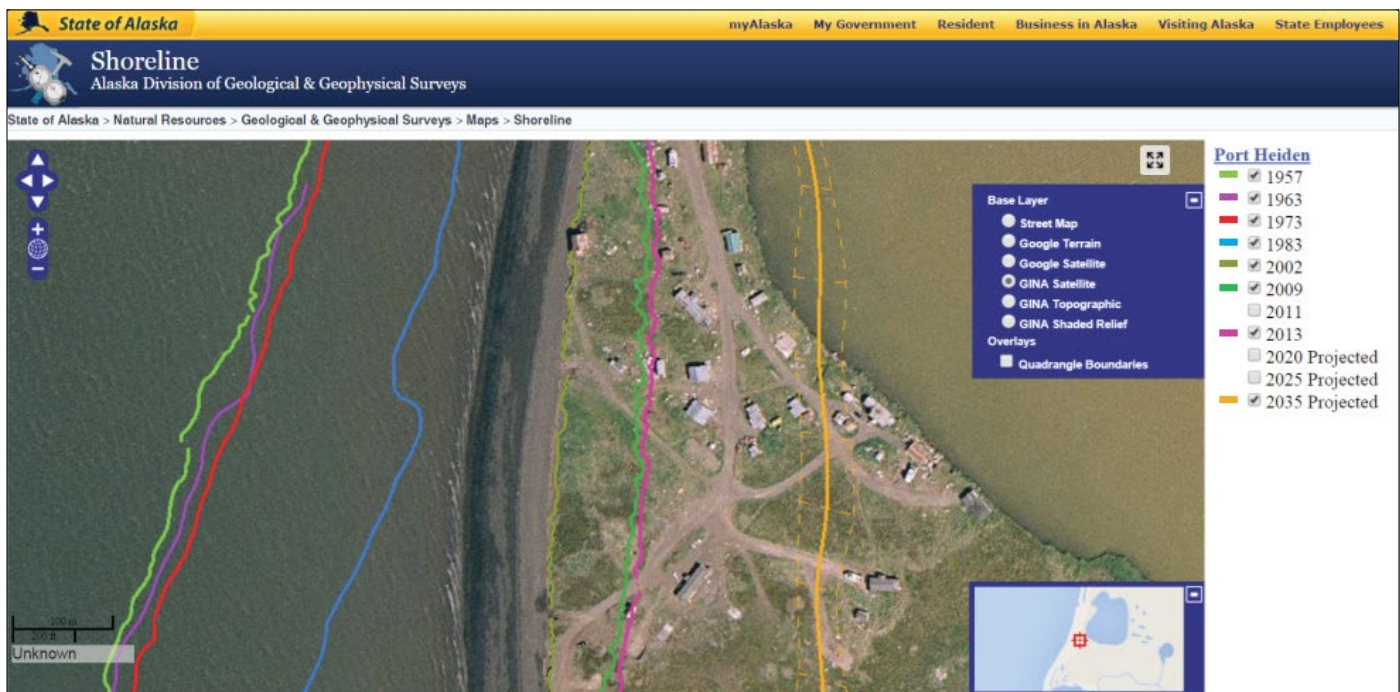 State of Alaska
myAlaska My Government Resident Business in Alaska Visiting Alaska State Employees
Shoreline
Alaska Division of Geological & Geophysical Surveys
State of Alaska > Natural Resources > Geological & Geophysical Surveys > Maps > Shoreline
Base Layer
Street Map
Google Terrain
Google Satellite
GINA Satellite
GINA Topographic
GINA Shaded Relief
Overlays
Quadrangle Boundaries
Port Heiden
1957
1963
1973
1983
2002
2009
2011
2013
2020 Projected
2025 Projected
2035 Projected
100 m
200 ft
Unknown